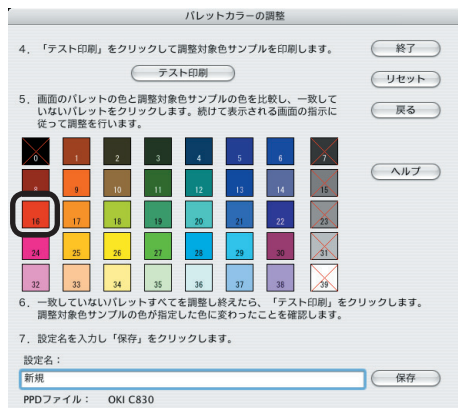 パレットカラーの調整
4. 「テスト印刷」をクリックして調整対象色サンプルを印刷します。
終了
テスト印刷
リセット
5. 画面のパレットの色と調整対象色サンプルの色を比較し、一致して
いないパレットをクリックします。続けて表示される画面の指示に
従って調整を行います。
戻る
0 1 2 3 4 5 6 7
ヘルプ
8 9 10 11 12 13 14 15
16 17 18 19 20 21 22 23
24 25 26 27 28 29 30 31
32 33 34 35 36 37 38 39
6. 一致していないパレットすべてを調整し終えたら、「テスト印刷」をクリックします。
調整対象色サンプルの色が指定した色に変わったことを確認します。
7. 設定名を入力し「保存」をクリックします。
設定名：
新規
保存
PPDファイル： OKI C830